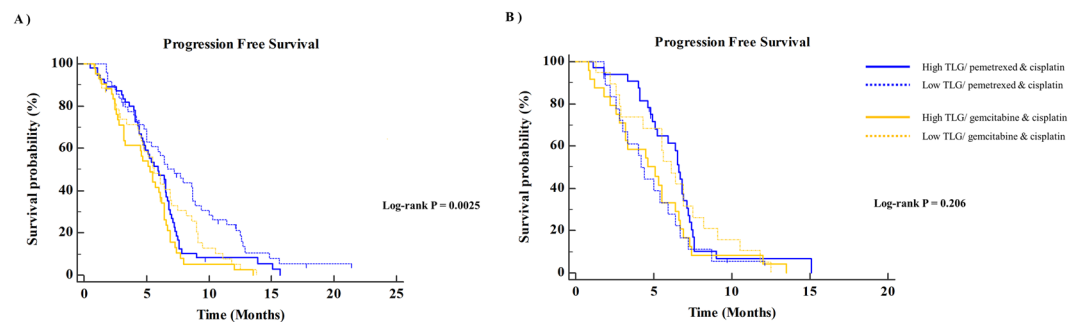 A )
Progression Free Survival
Survival probability (%)
100
80
60
40
20
0
0 5 10 15 20 25
Time (Months)
Log-rank P = 0.0025
B )
Progression Free Survival
Survival probability (%)
100
80
60
40
20
0
0 5 10 15 20
Time (Months)
High TLG/ pemetrexed & cisplatin
Low TLG/ pemetrexed & cisplatin
High TLG/ gemcitabine & cisplatin
Low TLG/ gemcitabine & cisplatin
Log-rank P = 0.206